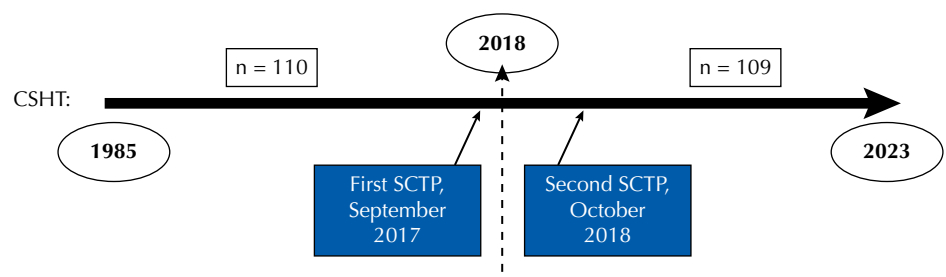 2018
n = 110
n = 109
CSHT:
1985
2023
First SCTP,
September
2017
Second SCTP,
October
2018